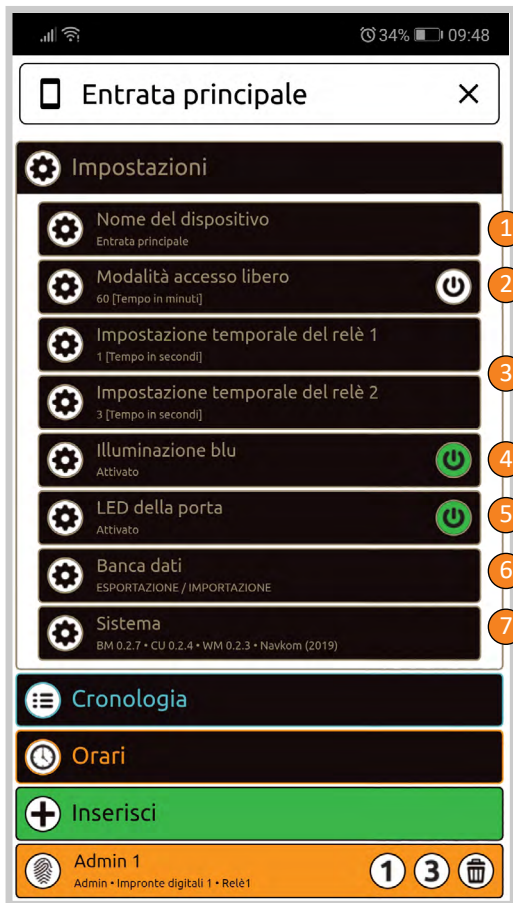 34% 09:48
Entrata principale
Impostazioni
Nome del dispositivo
Entrata principale
1
Modalità accesso libero
60 [Tempo in minuti]
2
Impostazione temporale del relè 1
1 [Tempo in secondi]
3
Impostazione temporale del relè 2
3 [Tempo in secondi]
Illuminazione blu
Attivato
4
LED della porta
Attivato
5
Banca dati
ESPORTAZIONE / IMPORTAZIONE
6
Sistema
BM 0.2.7 • CU 0.2.4 • WM 0.2.3 • Navkom (2019)
7
Cronologia
Orari
Inserisci
Admin 1
Admin • Impronte digitali 1 • Relè1
1 3